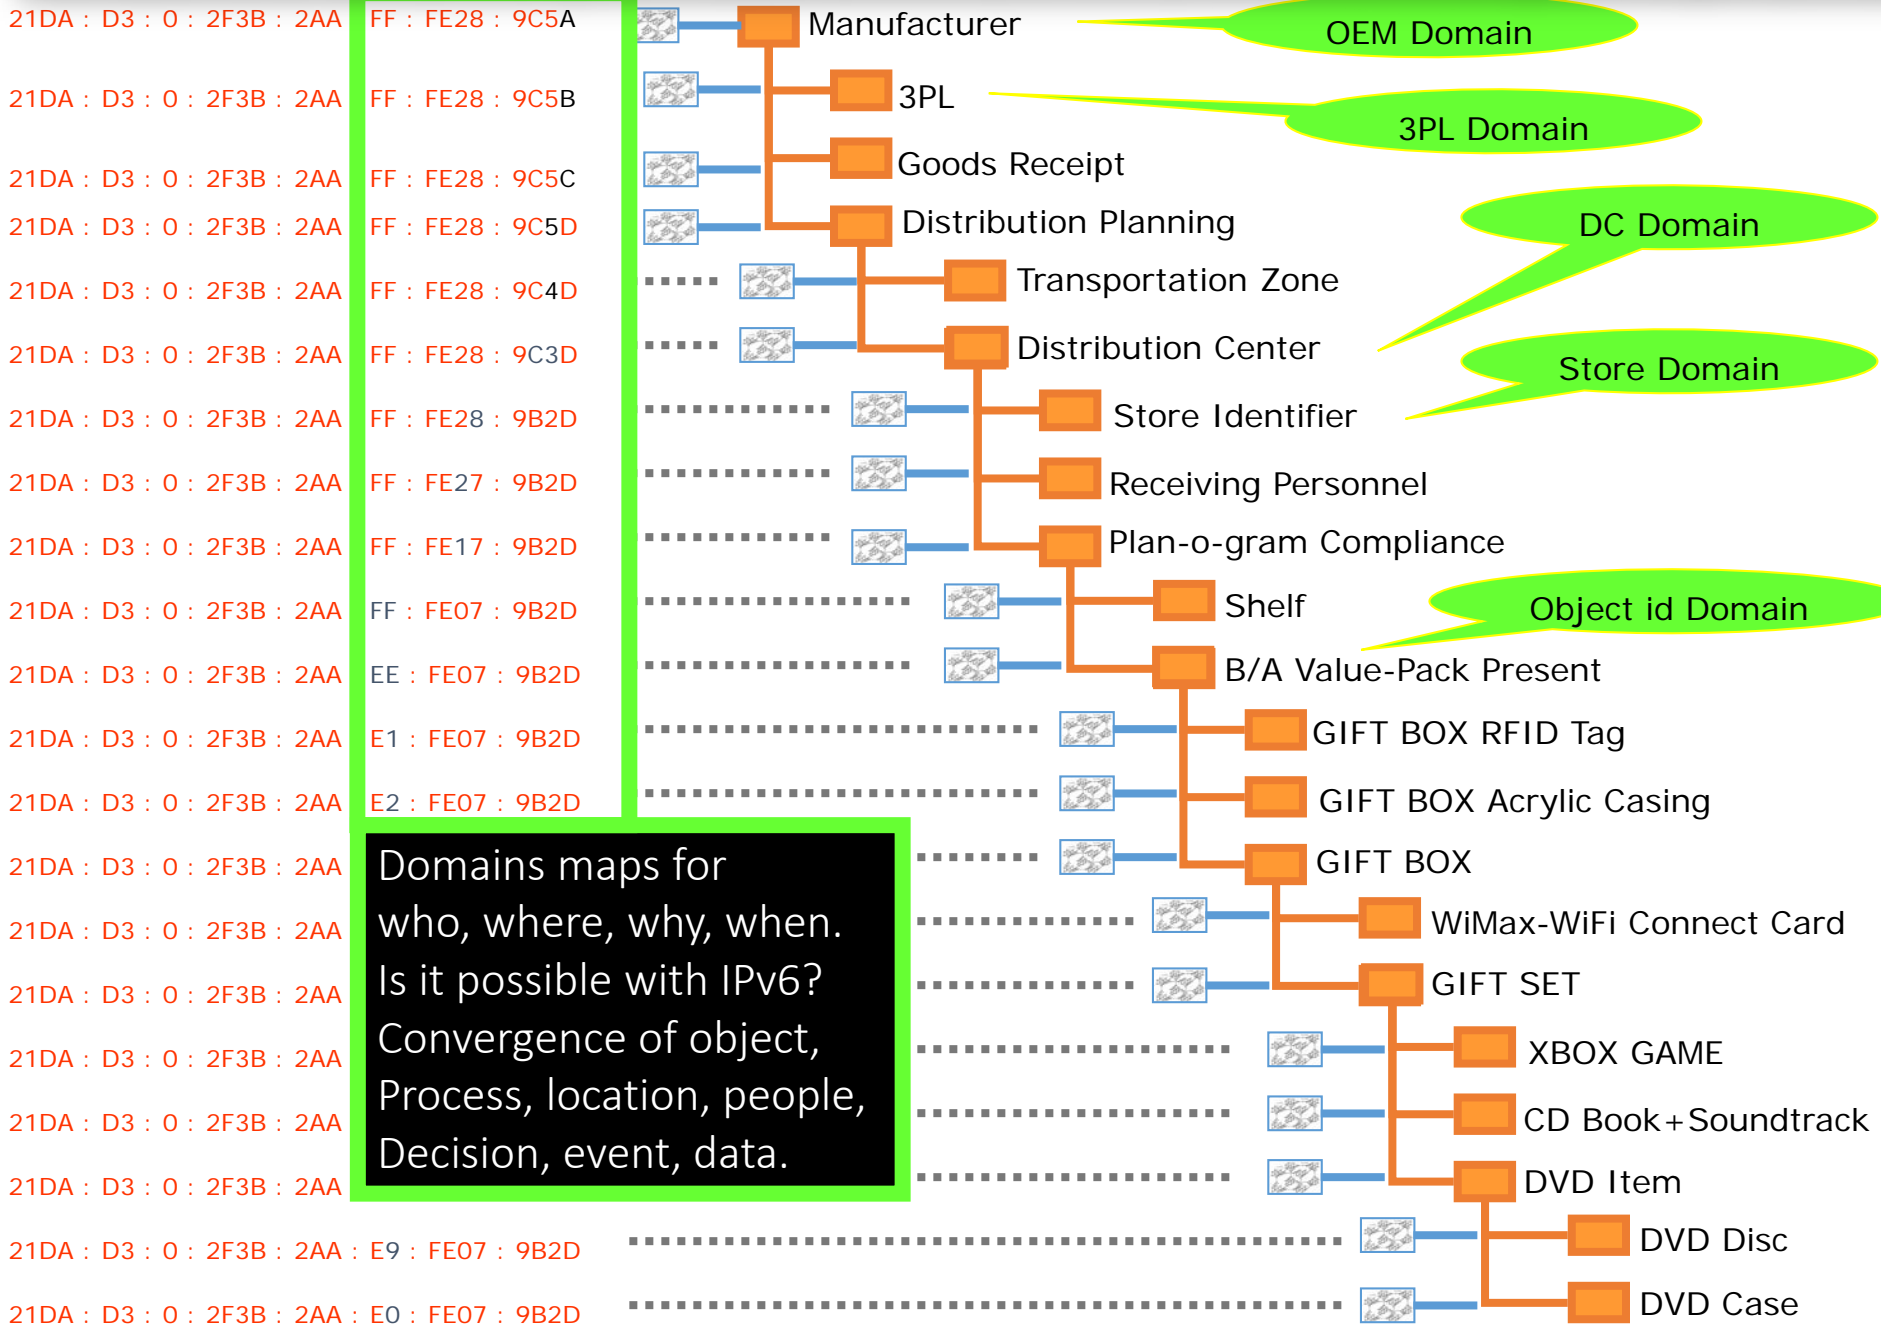 21DA : D3 : 0 : 2F3B : 2AA FF : FE28 : 9C5A Manufacturer OEM Domain
21DA : D3 : 0 : 2F3B : 2AA FF : FE28 : 9C5B 3PL 3PL Domain
21DA : D3 : 0 : 2F3B : 2AA FF : FE28 : 9C5C Goods Receipt
21DA : D3 : 0 : 2F3B : 2AA FF : FE28 : 9C5D Distribution Planning DC Domain
21DA : D3 : 0 : 2F3B : 2AA FF : FE28 : 9C4D Transportation Zone
21DA : D3 : 0 : 2F3B : 2AA FF : FE28 : 9C3D Distribution Center Store Domain
21DA : D3 : 0 : 2F3B : 2AA FF : FE28 : 9B2D Store Identifier
21DA : D3 : 0 : 2F3B : 2AA FF : FE27 : 9B2D Receiving Personnel
21DA : D3 : 0 : 2F3B : 2AA FF : FE17 : 9B2D Plan-o-gram Compliance
21DA : D3 : 0 : 2F3B : 2AA FF : FE07 : 9B2D Shelf Object id Domain
21DA : D3 : 0 : 2F3B : 2AA EE : FE07 : 9B2D B/A Value-Pack Present
21DA : D3 : 0 : 2F3B : 2AA E1 : FE07 : 9B2D GIFT BOX RFID Tag
21DA : D3 : 0 : 2F3B : 2AA E2 : FE07 : 9B2D GIFT BOX Acrylic Casing
21DA : D3 : 0 : 2F3B : 2AA GIFT BOX
21DA : D3 : 0 : 2F3B : 2AA WiMax-WiFi Connect Card
21DA : D3 : 0 : 2F3B : 2AA GIFT SET
21DA : D3 : 0 : 2F3B : 2AA XBOX GAME
21DA : D3 : 0 : 2F3B : 2AA CD Book+Soundtrack
21DA : D3 : 0 : 2F3B : 2AA DVD Item
21DA : D3 : 0 : 2F3B : 2AA : E9 : FE07 : 9B2D DVD Disc
21DA : D3 : 0 : 2F3B : 2AA : E0 : FE07 : 9B2D DVD Case
Domains maps for
who, where, why, when.
Is it possible with IPv6?
Convergence of object,
Process, location, people,
Decision, event, data.